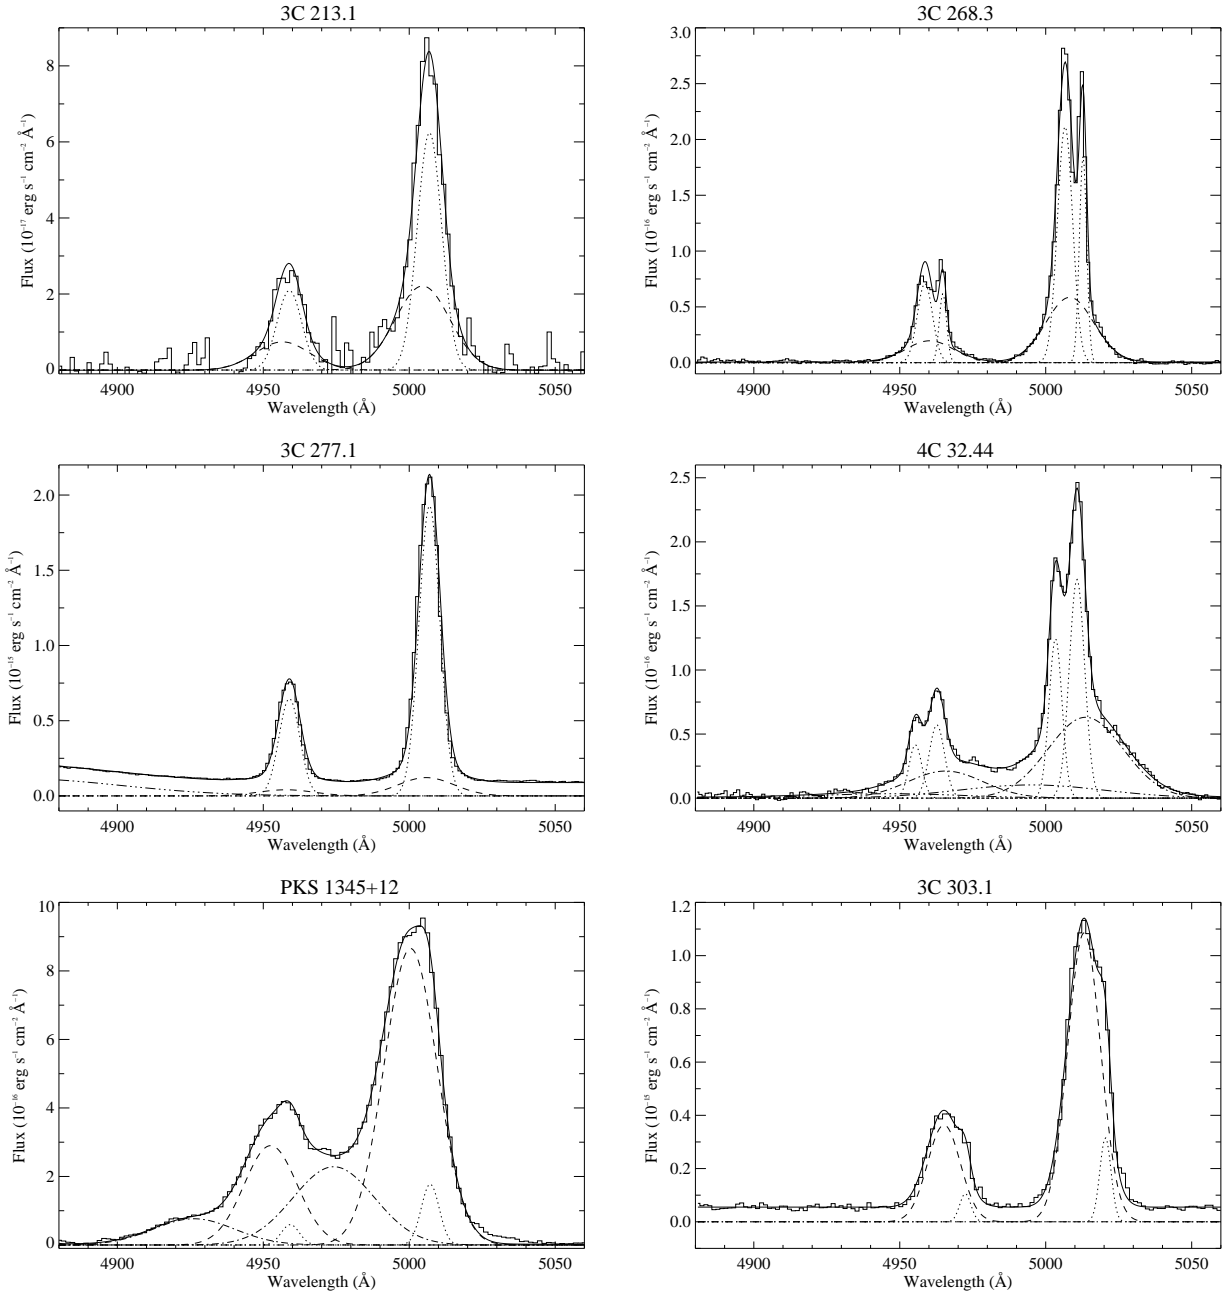 3C 213.1
8
6
4
2
0
Flux (10⁻¹⁷ erg s⁻¹ cm⁻² Å⁻¹)
4900 4950 5000 5050
Wavelength (Å)
3C 268.3
3.0
2.5
2.0
1.5
1.0
0.5
0.0
Flux (10⁻¹⁶ erg s⁻¹ cm⁻² Å⁻¹)
4900 4950 5000 5050
Wavelength (Å)
3C 277.1
2.0
1.5
1.0
0.5
0.0
Flux (10⁻¹⁵ erg s⁻¹ cm⁻² Å⁻¹)
4900 4950 5000 5050
Wavelength (Å)
4C 32.44
2.5
2.0
1.5
1.0
0.5
0.0
Flux (10⁻¹⁶ erg s⁻¹ cm⁻² Å⁻¹)
4900 4950 5000 5050
Wavelength (Å)
PKS 1345+12
10
8
6
4
2
0
Flux (10⁻¹⁶ erg s⁻¹ cm⁻² Å⁻¹)
4900 4950 5000 5050
Wavelength (Å)
3C 303.1
1.2
1.0
0.8
0.6
0.4
0.2
0.0
Flux (10⁻¹⁵ erg s⁻¹ cm⁻² Å⁻¹)
4900 4950 5000 5050
Wavelength (Å)